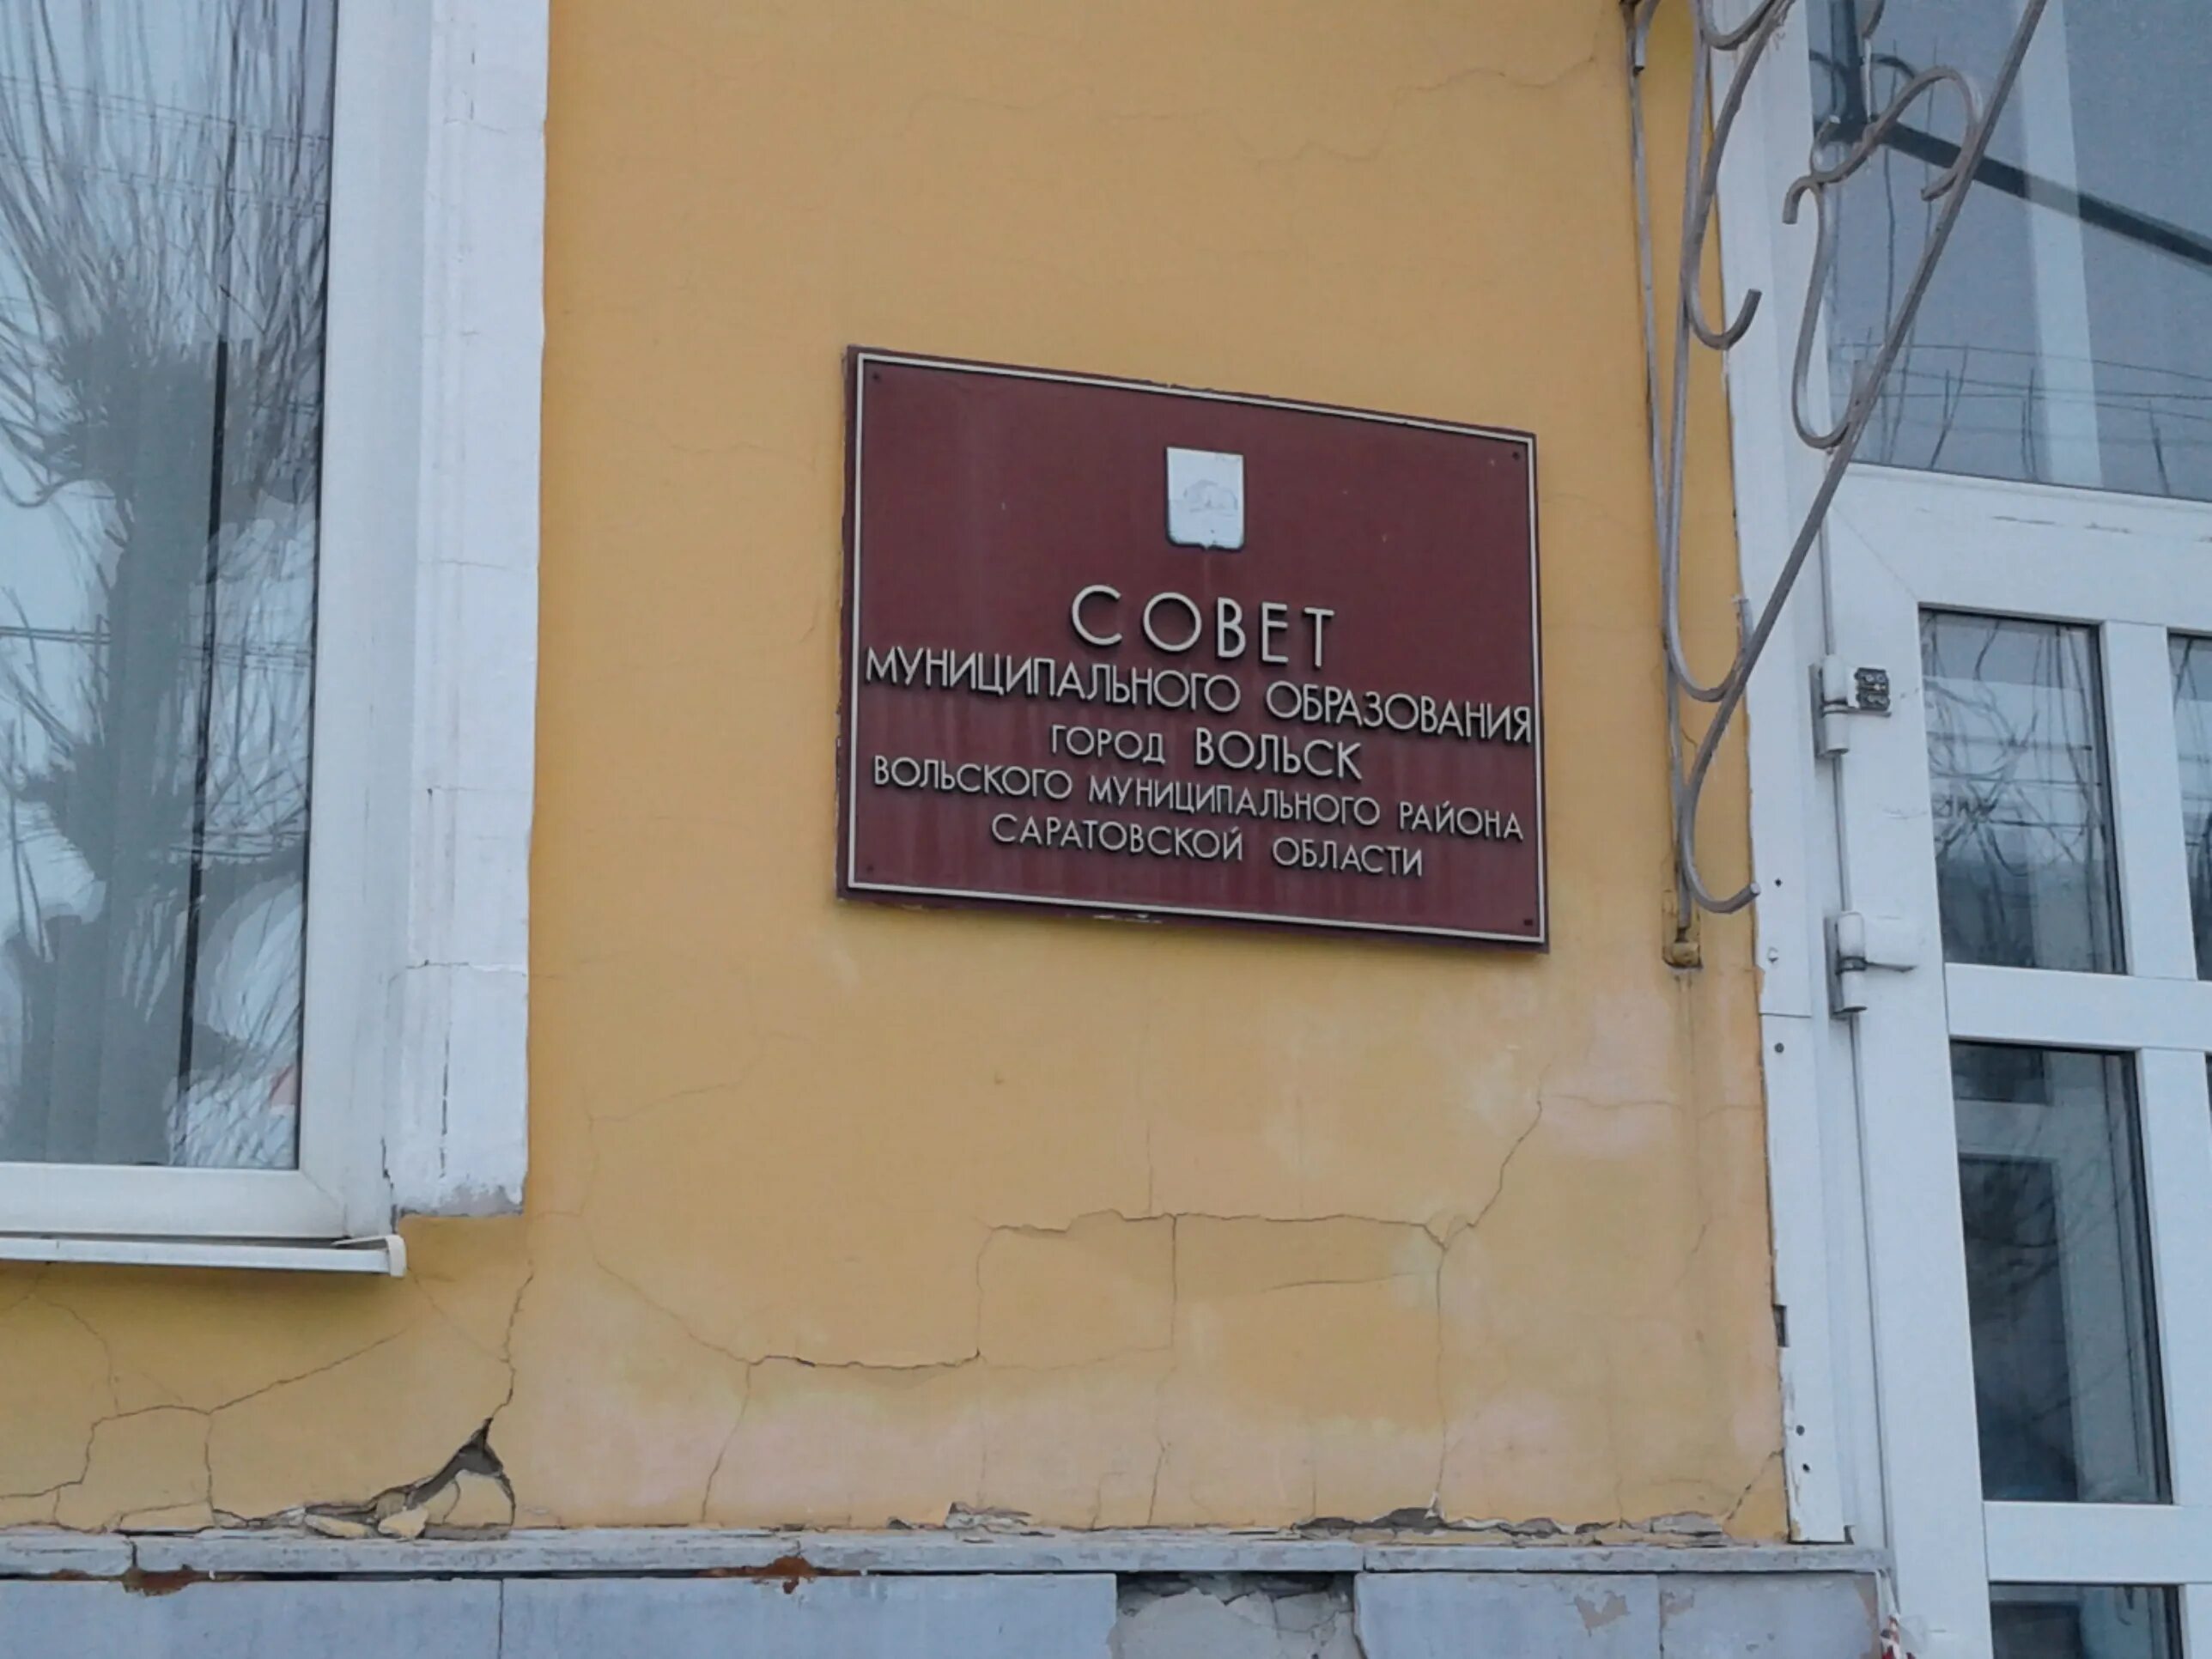 СОВЕТ
МУНИЦИПАЛЬНОГО ОБРАЗОВАНИЯ
ГОРОД ВОЛЬСК
ВОЛЬСКОГО МУНИЦИПАЛЬНОГО РАЙОНА
САРАТОВСКОЙ ОБЛАСТИ